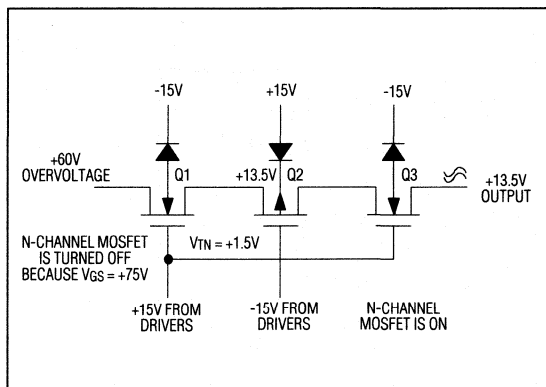 -15V +15V -15V
+60V
OVERVOLTAGE
Q1 +13.5V Q2 Q3
+13.5V
OUTPUT
N-CHANNEL MOSFET
IS TURNED OFF
BECAUSE VGS = +75V
VTN = +1.5V
+15V FROM
DRIVERS
-15V FROM
DRIVERS
N-CHANNEL
MOSFET IS ON